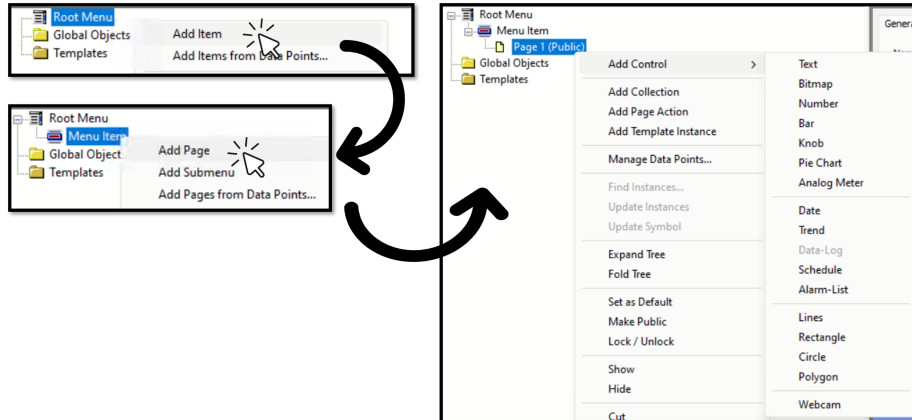 Root Menu
Global Objects
Templates
Add Item
Add Items from Data Points...
Root Menu
Menu Item
Global Object
Templates
Add Page
Add Submenu
Add Pages from Data Points...
Root Menu
Menu Item
Page 1 (Public)
Global Objects
Templates
Add Control
Add Collection
Add Page Action
Add Template Instance
Manage Data Points...
Find Instances...
Update Instances
Update Symbol
Expand Tree
Fold Tree
Set as Default
Make Public
Lock / Unlock
Show
Hide
Cut
Text
Bitmap
Number
Bar
Knob
Pie Chart
Analog Meter
Date
Trend
Data-Log
Schedule
Alarm-List
Lines
Rectangle
Circle
Polygon
Webcam
Genera